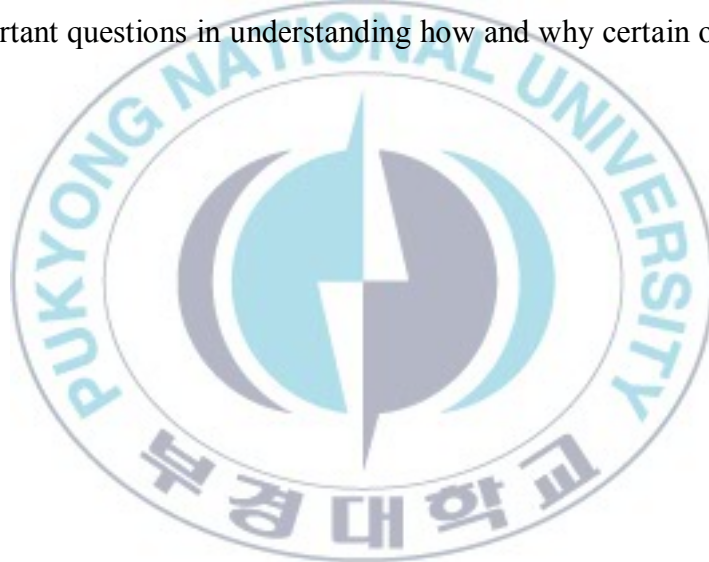 rtant questions in understanding how and why certain o
PUKYONG NATIONAL UNIVERSITY
부경대학교